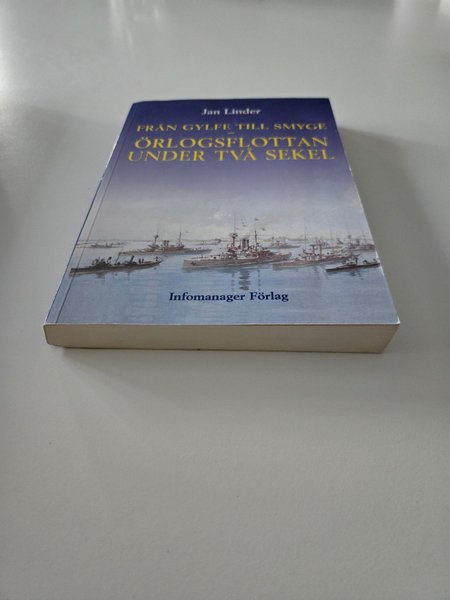 Jan Linder
FRÅN GYLFE TILL SMYGE
–
ÖRLOGSFLOTTAN
UNDER TVÅ SEKEL
Infomanager Förlag